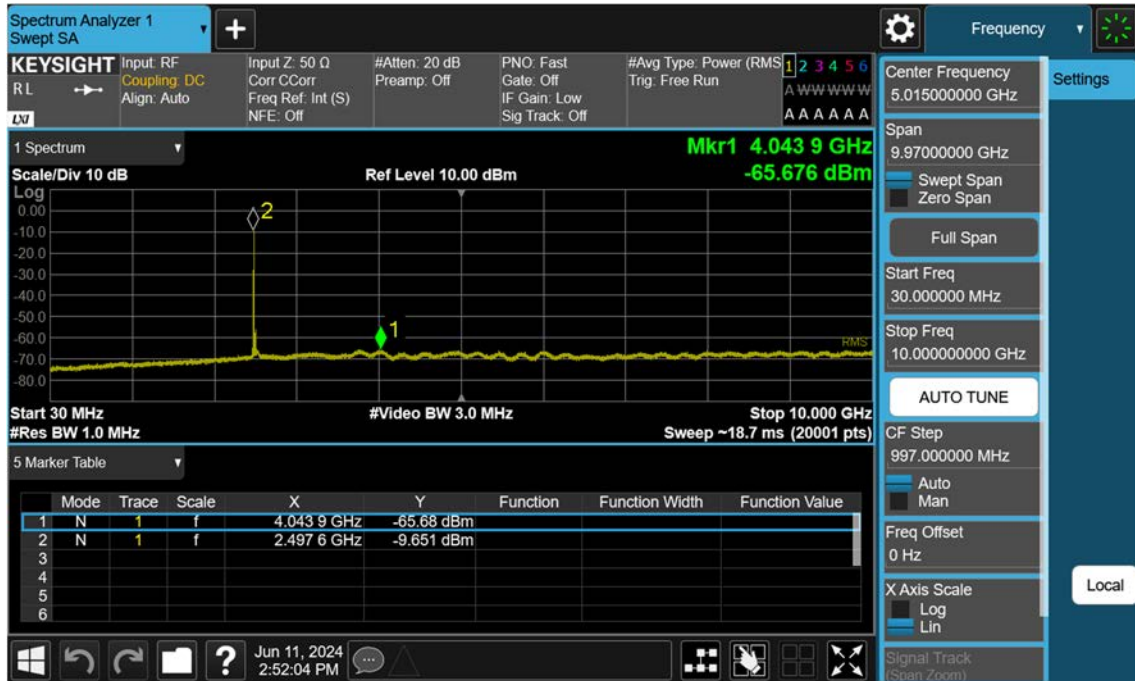 Spectrum Analyzer 1
Swept SA
+
Frequency
KEYSIGHT
RL
LXI
Input: RF
Coupling: DC
Align: Auto
Input Z: 50 Ω
Corr CCorr
Freq Ref: Int (S)
NFE: Off
#Atten: 20 dB
Preamp: Off
PNO: Fast
Gate: Off
IF Gain: Low
Sig Track: Off
#Avg Type: Power (RMS
Trig: Free Run
1 2 3 4 5 6
A W W W W W
A A A A A A
1 Spectrum
Scale/Div 10 dB
Ref Level 10.00 dBm
Mkr1 4.043 9 GHz
-65.676 dBm
Log
0.00
-10.0
-20.0
-30.0
-40.0
-50.0
-60.0
-70.0
-80.0
2
1
RMS
Start 30 MHz
#Video BW 3.0 MHz
Stop 10.000 GHz
#Res BW 1.0 MHz
Sweep ~18.7 ms (20001 pts)
5 Marker Table
Mode Trace Scale X Y Function Function Width Function Value
1 N 1 f 4.043 9 GHz -65.68 dBm
2 N 1 f 2.497 6 GHz -9.651 dBm
3
4
5
6
Center Frequency
5.015000000 GHz
Span
9.97000000 GHz
Swept Span
Zero Span
Full Span
Start Freq
30.000000 MHz
Stop Freq
10.000000000 GHz
AUTO TUNE
CF Step
997.000000 MHz
Auto
Man
Freq Offset
0 Hz
X Axis Scale
Log
Lin
Signal Track
(Span Zoom)
Settings
Local
?
Jun 11, 2024
2:52:04 PM